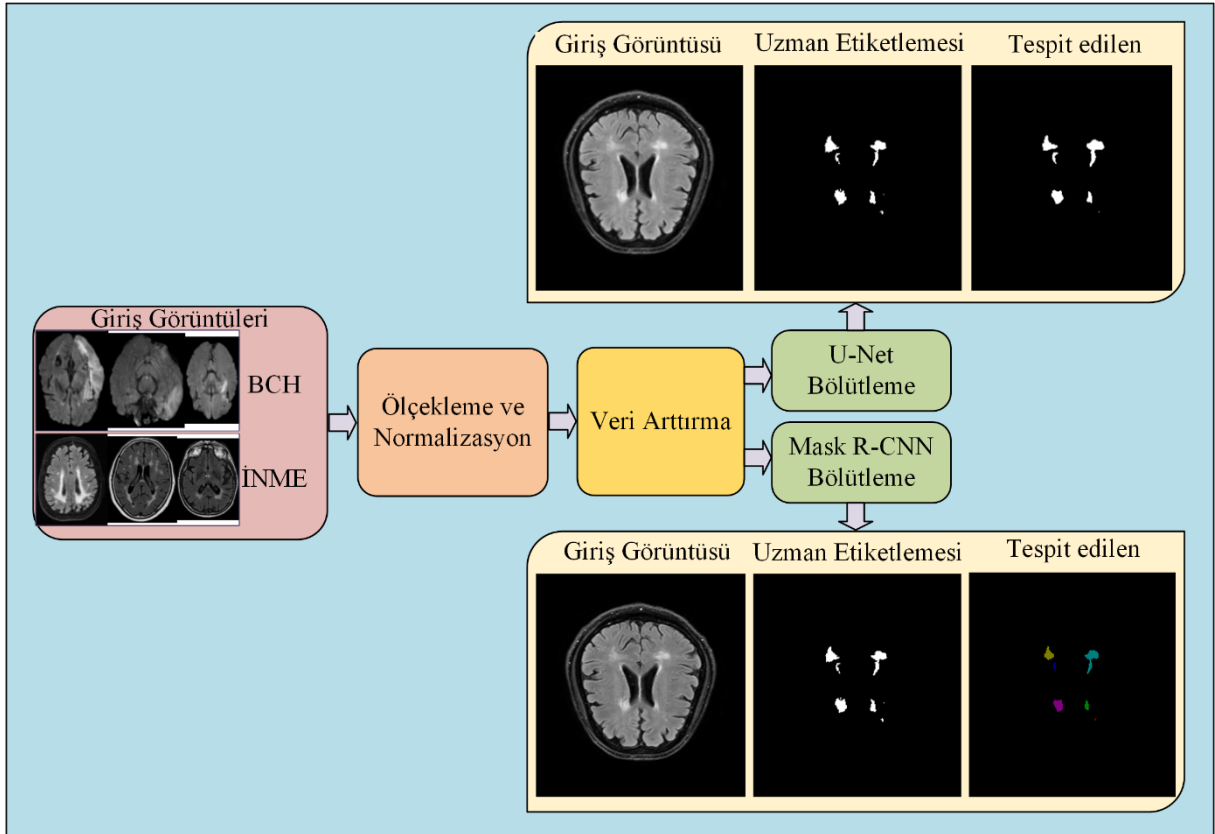 Giriş Görüntüsü Uzman Etiketlemesi Tespit edilen
Giriş Görüntüleri
BCH
İNME
Ölçekleme ve
Normalizasyon
Veri Arttırma
U-Net
Bölütleme
Mask R-CNN
Bölütleme
Giriş Görüntüsü Uzman Etiketlemesi Tespit edilen